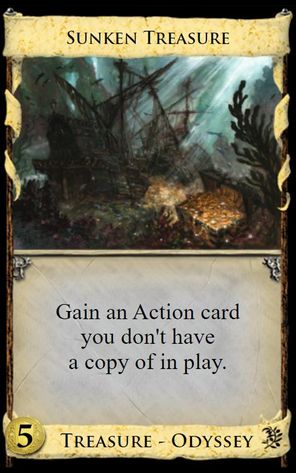 SUNKEN TREASURE
Gain an Action card
you don't have
a copy of in play.
5 TREASURE - ODYSSEY